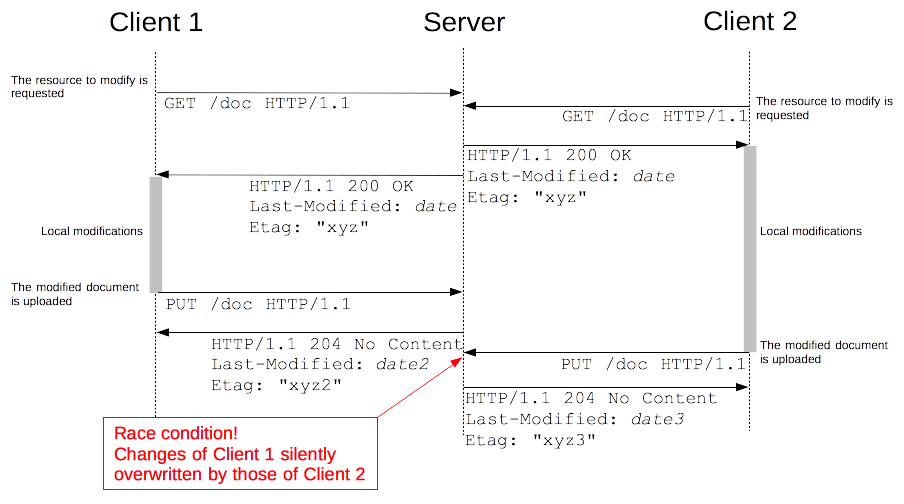 Client 1
Server
Client 2
The resource to modify is
requested
GET /doc HTTP/1.1
The resource to modify is
requested
GET /doc HTTP/1.1
HTTP/1.1 200 OK
Last-Modified: date
Etag: "xyz"
HTTP/1.1 200 OK
Last-Modified: date
Etag: "xyz"
Local modifications
Local modifications
The modified document
is uploaded
PUT /doc HTTP/1.1
HTTP/1.1 204 No Content
Last-Modified: date2
Etag: "xyz2"
The modified document
is uploaded
PUT /doc HTTP/1.1
HTTP/1.1 204 No Content
Last-Modified: date3
Etag: "xyz3"
Race condition!
Changes of Client 1 silently
overwritten by those of Client 2